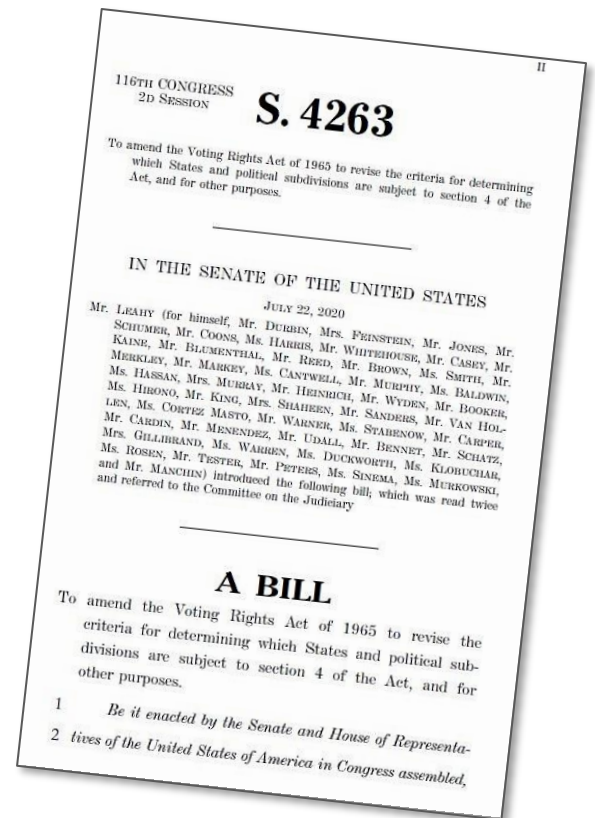 II
116TH CONGRESS
2D SESSION
S. 4263
To amend the Voting Rights Act of 1965 to revise the criteria for determining
which States and political subdivisions are subject to section 4 of the
Act, and for other purposes.
IN THE SENATE OF THE UNITED STATES
JULY 22, 2020
Mr. LEAHY (for himself, Mr. DURBIN, Mrs. FEINSTEIN, Mr. JONES, Mr.
SCHUMER, Mr. COONS, Ms. HARRIS, Mr. WHITEHOUSE, Mr. CASEY, Mr.
KAINE, Mr. BLUMENTHAL, Mr. REED, Mr. BROWN, Ms. SMITH, Mr.
MERKLEY, Mr. MARKEY, Ms. CANTWELL, Mr. MURPHY, Ms. BALDWIN,
Ms. HASSAN, Mrs. MURRAY, Mr. HEINRICH, Mr. WYDEN, Mr. BOOKER,
Ms. HIRONO, Mr. KING, Mrs. SHAHEEN, Mr. SANDERS, Mr. VAN HOL-
LEN, Ms. CORTEZ MASTO, Mr. WARNER, Ms. STABENOW, Mr. CARPER,
Mr. CARDIN, Mr. MENENDEZ, Mr. UDALL, Mr. BENNET, Mr. SCHATZ,
Mrs. GILLIBRAND, Ms. WARREN, Ms. DUCKWORTH, Ms. KLOBUCHAR,
Ms. ROSEN, Mr. TESTER, Mr. PETERS, Ms. SINEMA, Ms. MURKOWSKI,
and Mr. MANCHIN) introduced the following bill; which was read twice
and referred to the Committee on the Judiciary
A BILL
To amend the Voting Rights Act of 1965 to revise the
criteria for determining which States and political sub-
divisions are subject to section 4 of the Act, and for
other purposes.
1 Be it enacted by the Senate and House of Representa-
2 tives of the United States of America in Congress assembled,